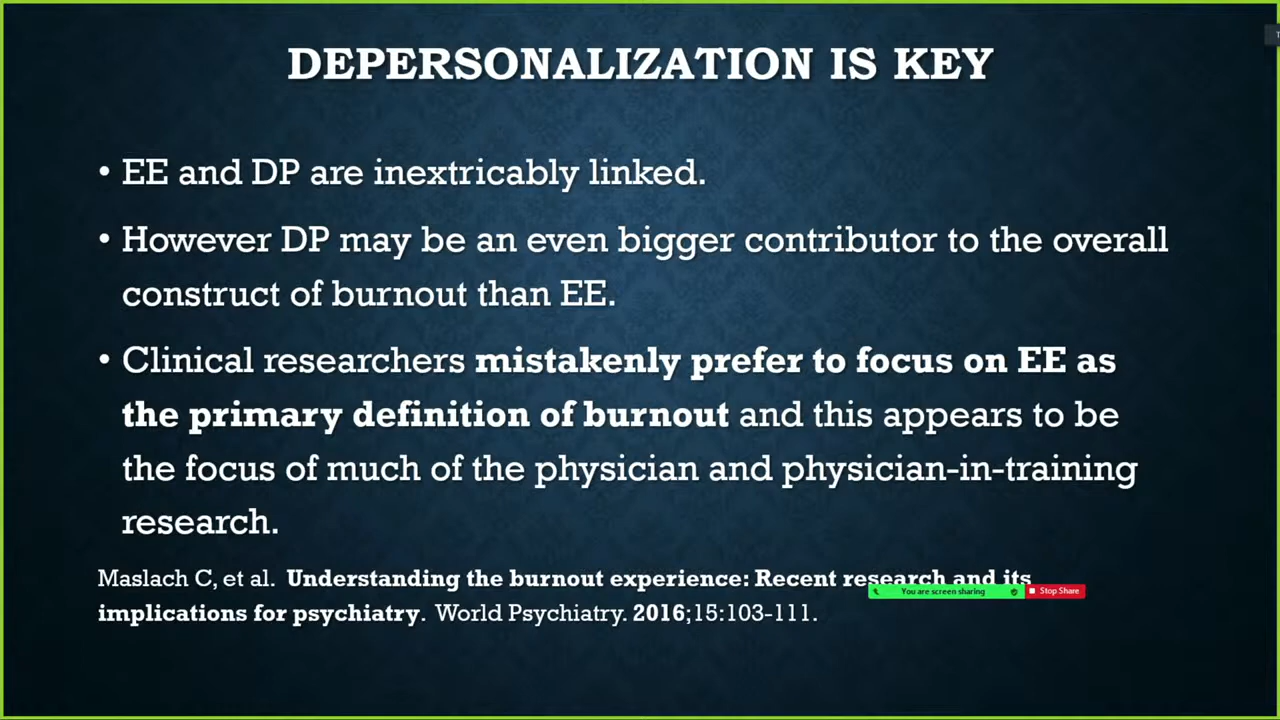 DEPERSONALIZATION IS KEY
• EE and DP are inextricably linked.
• However DP may be an even bigger contributor to the overall
construct of burnout than EE.
• Clinical researchers mistakenly prefer to focus on EE as
the primary definition of burnout and this appears to be
the focus of much of the physician and physician-in-training
research.
Maslach C, et al. Understanding the burnout experience: Recent research and its
You are screen sharing Stop Share
implications for psychiatry. World Psychiatry. 2016;15:103-111.